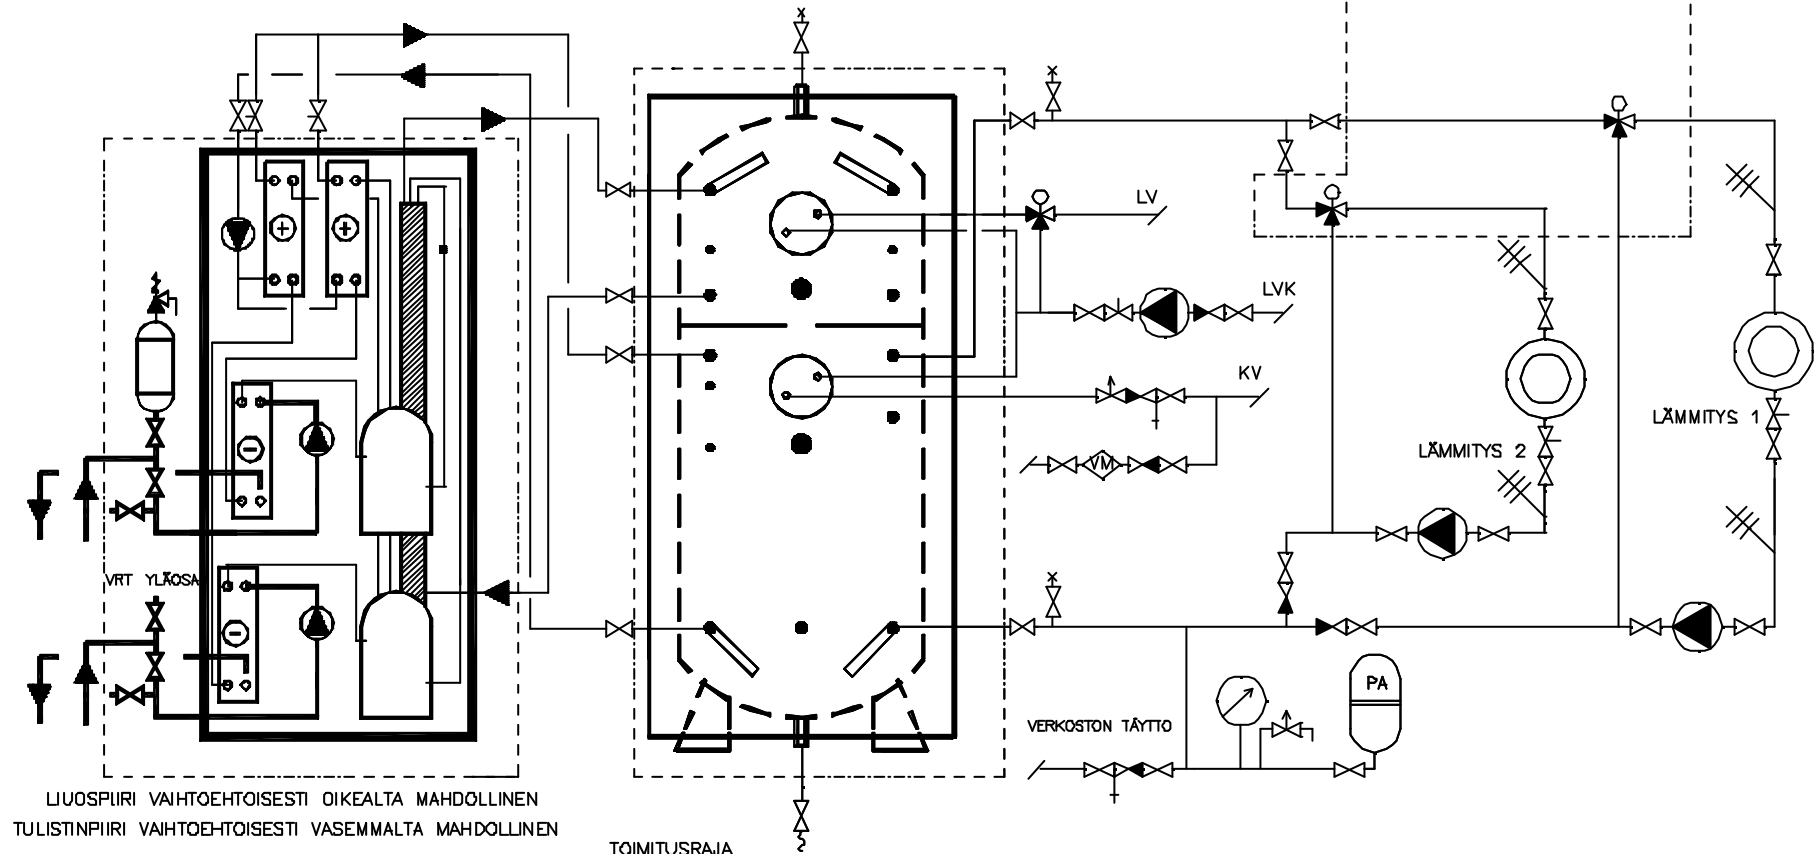 LV
LVK
KV
VM
LÄMMITYS 1
LÄMMITYS 2
VRT YLÄOSA
PA
VERKOSTON TÄYTTÖ
LIUOSPIIRI VAIHTOEHTOISESTI OIKEALTA MAHDOLLINEN
TULISTINPIIRI VAIHTOEHTOISESTI VASEMMALTA MAHDOLLINEN
TOIMITUSRAJA